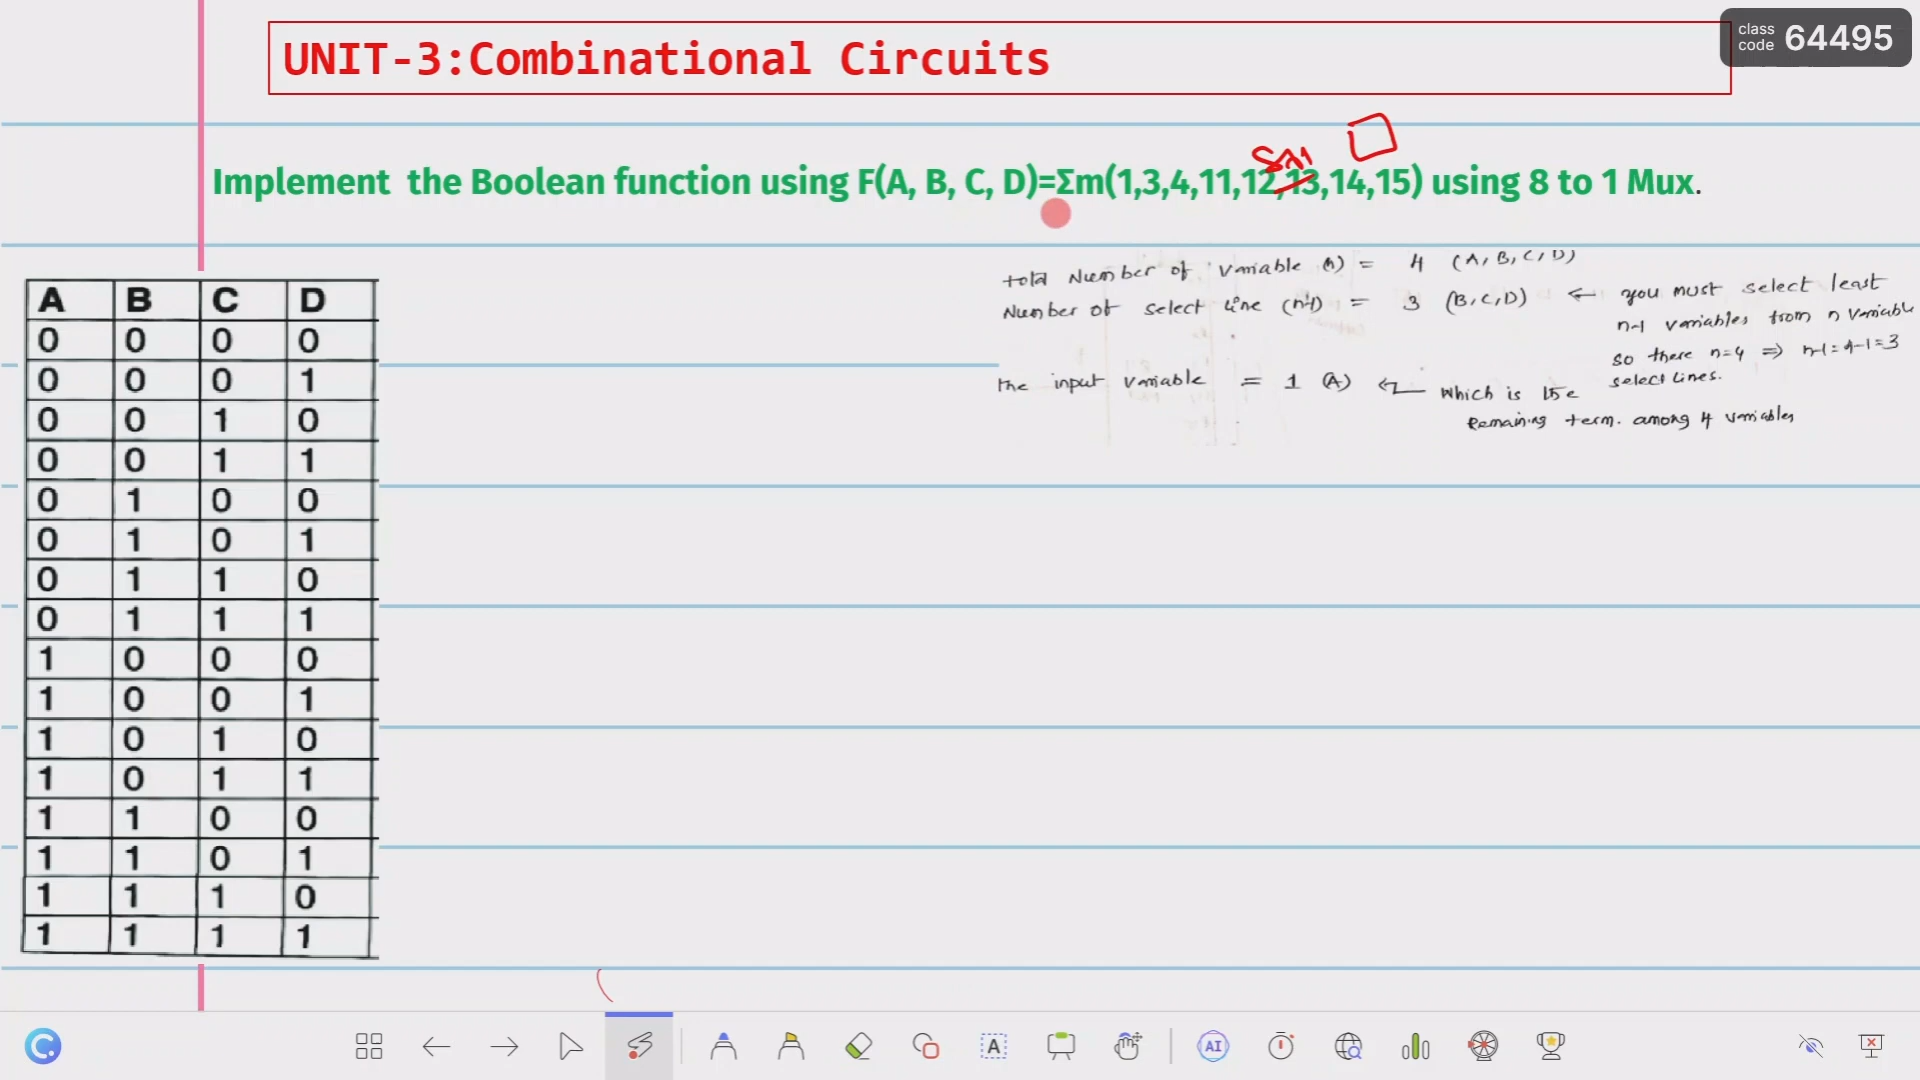 UNIT-3:Combinational Circuits
class code 64495
Implement the Boolean function using F(A, B, C, D)=Σm(1,3,4,11,12,13,14,15) using 8 to 1 Mux.
total Number of Variable (n) = 4 (A, B, C, D)
Number of select line (n-1) = 3 (B, C, D) ← you must select least
n-1 variables from n variable
so there n=4 ⇒ n-1=4-1=3
select lines.
the input variable = 1 (A) ← which is the
Remaining term. among 4 variables
A B C D
0 0 0 0
0 0 0 1
0 0 1 0
0 0 1 1
0 1 0 0
0 1 0 1
0 1 1 0
0 1 1 1
1 0 0 0
1 0 0 1
1 0 1 0
1 0 1 1
1 1 0 0
1 1 0 1
1 1 1 0
1 1 1 1
A
AI